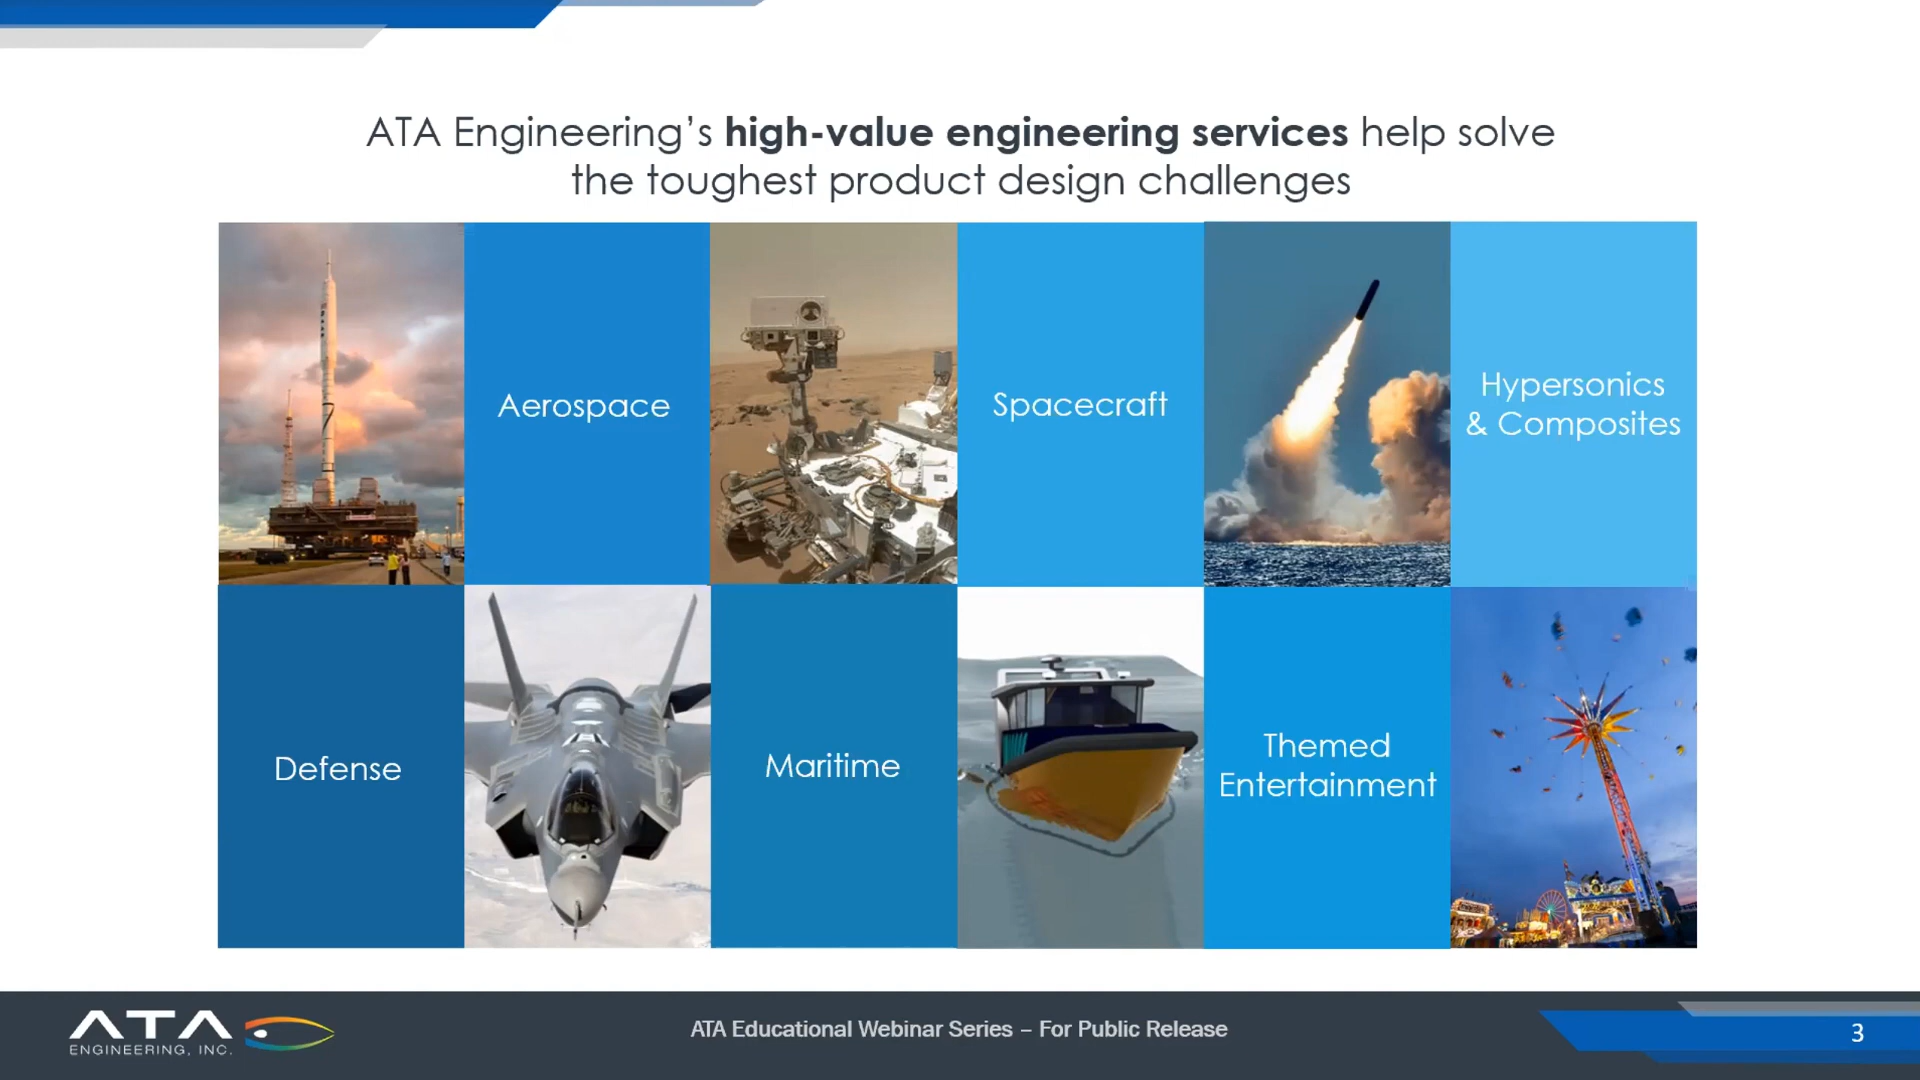 ATA Engineering’s high-value engineering services help solve
the toughest product design challenges
Aerospace
Spacecraft
Hypersonics
& Composites
Defense
Maritime
Themed
Entertainment
ATA
ENGINEERING, INC.
ATA Educational Webinar Series – For Public Release
3